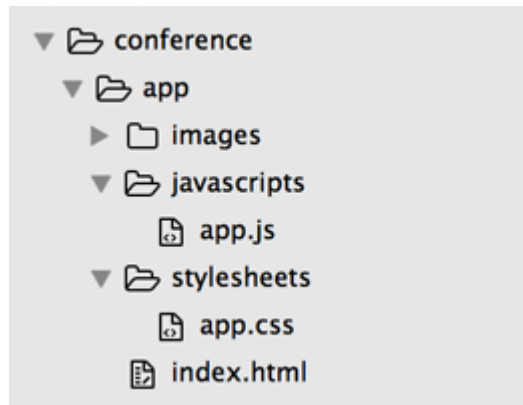 conference
app
images
javascripts
app.js
stylesheets
app.css
index.html